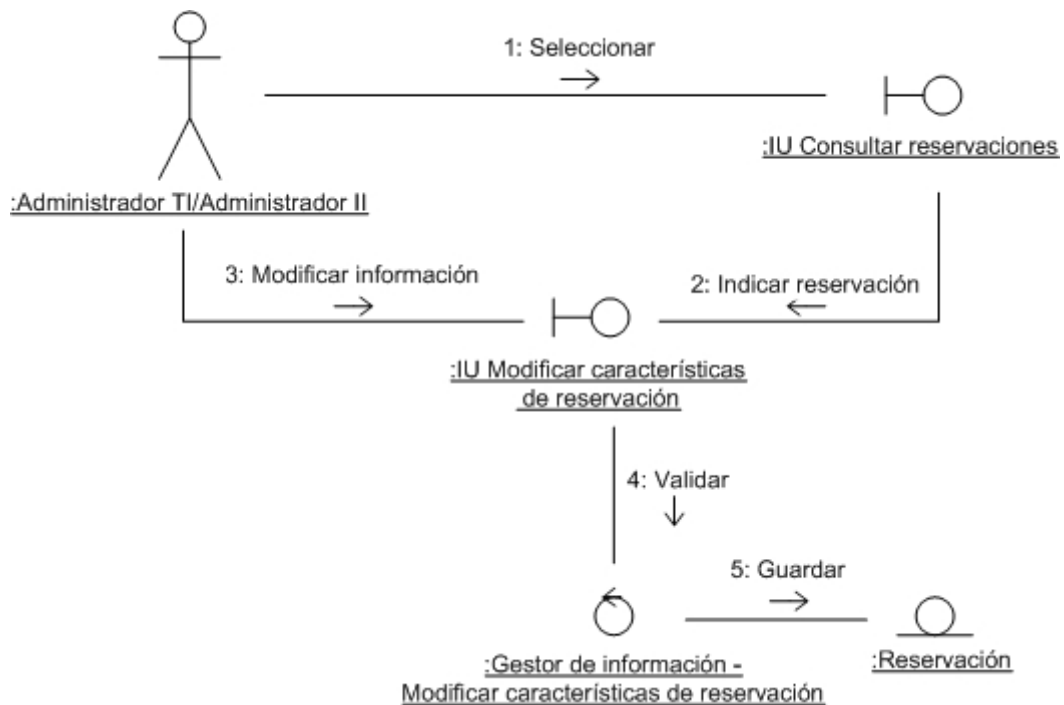 1: Seleccionar
:IU Consultar reservaciones
:Administrador TI/Administrador II
3: Modificar información
2: Indicar reservación
:IU Modificar características
de reservación
4: Validar
5: Guardar
:Gestor de información -
Modificar características de reservación
:Reservación